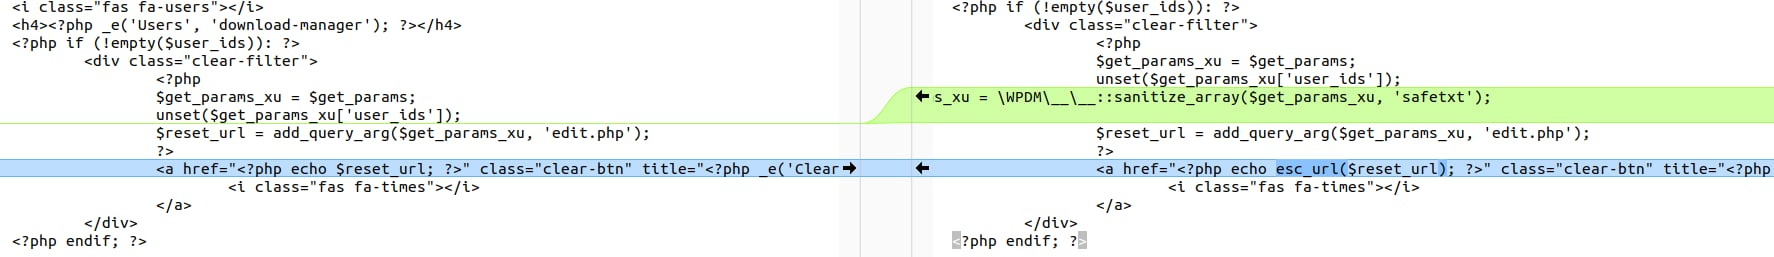 <i class="fas fa-users"></i>
<h4><?php _e('Users', 'download-manager'); ?></h4>
<?php if (!empty($user_ids)): ?>
<div class="clear-filter">
<?php
$get_params_xu = $get_params;
unset($get_params_xu['user_ids']);
$reset_url = add_query_arg($get_params_xu, 'edit.php');
?>
<a href="<?php echo $reset_url; ?>" class="clear-btn" title="<?php _e('Clear
<i class="fas fa-times"></i>
</a>
</div>
<?php endif; ?>
<?php if (!empty($user_ids)): ?>
<div class="clear-filter">
<?php
$get_params_xu = $get_params;
unset($get_params_xu['user_ids']);
s_xu = \WPDM\__\__::sanitize_array($get_params_xu, 'safetxt');
$reset_url = add_query_arg($get_params_xu, 'edit.php');
?>
<a href="<?php echo esc_url($reset_url); ?>" class="clear-btn" title="<?php
<i class="fas fa-times"></i>
</a>
</div>
<?php endif; ?>